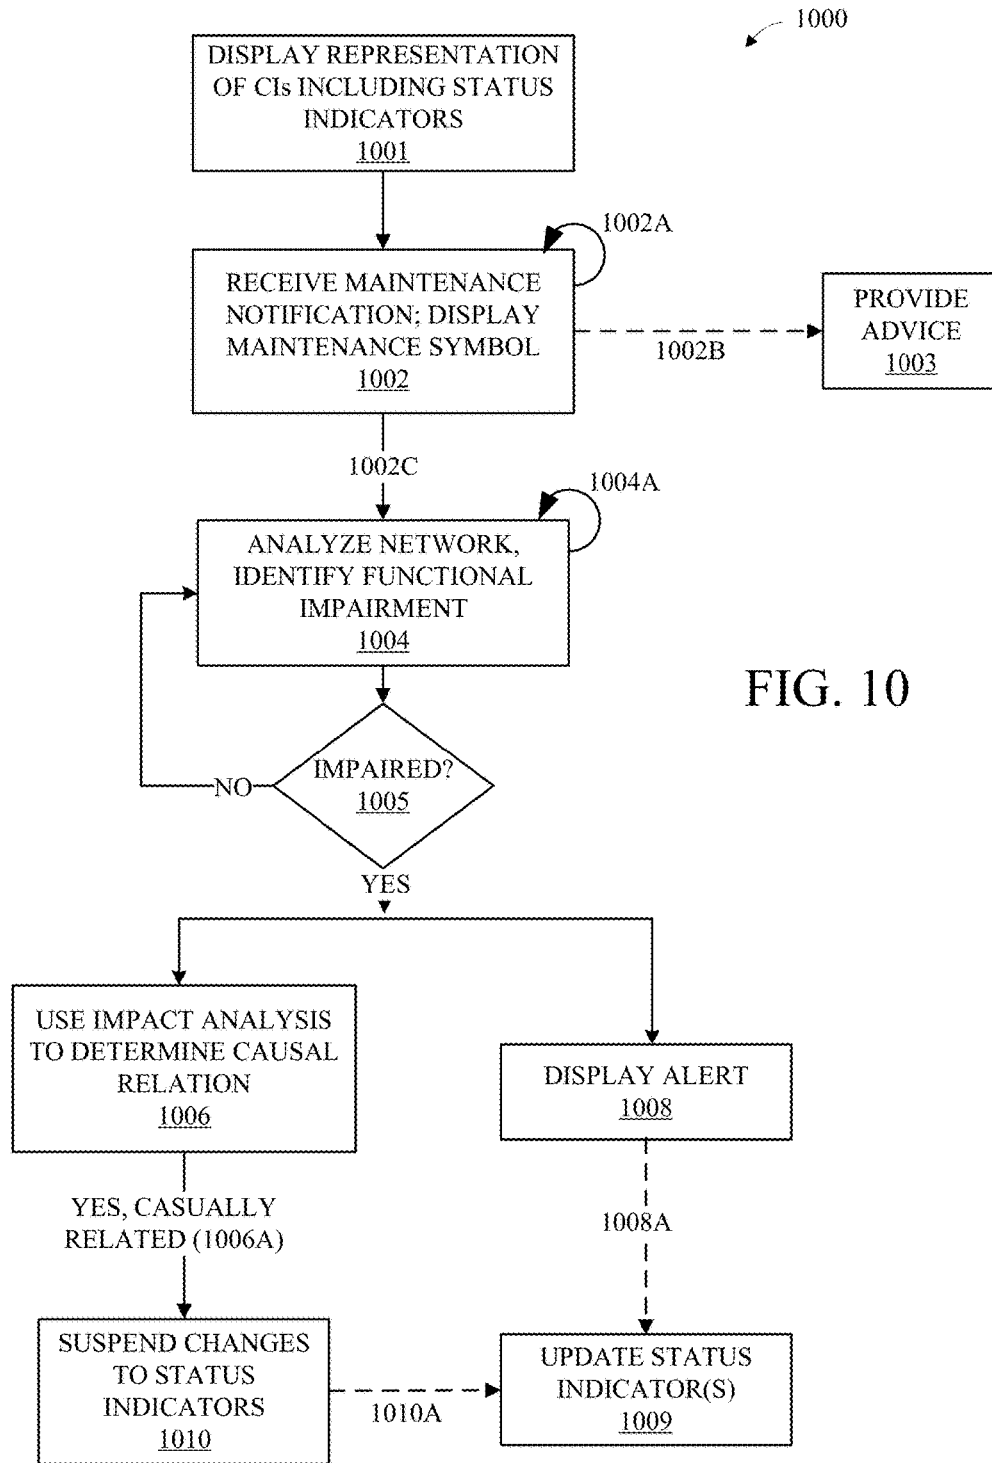 1000
DISPLAY REPRESENTATION
OF CIs INCLUDING STATUS
INDICATORS
1001
1002A
RECEIVE MAINTENANCE
NOTIFICATION; DISPLAY
MAINTENANCE SYMBOL
1002
1002B
PROVIDE
ADVICE
1003
1002C
1004A
ANALYZE NETWORK,
IDENTIFY FUNCTIONAL
IMPAIRMENT
1004
FIG. 10
IMPAIRED?
1005
NO
YES
USE IMPACT ANALYSIS
TO DETERMINE CAUSAL
RELATION
1006
DISPLAY ALERT
1008
YES, CASUALLY
RELATED (1006A)
1008A
SUSPEND CHANGES
TO STATUS
INDICATORS
1010
1010A
UPDATE STATUS
INDICATOR(S)
1009